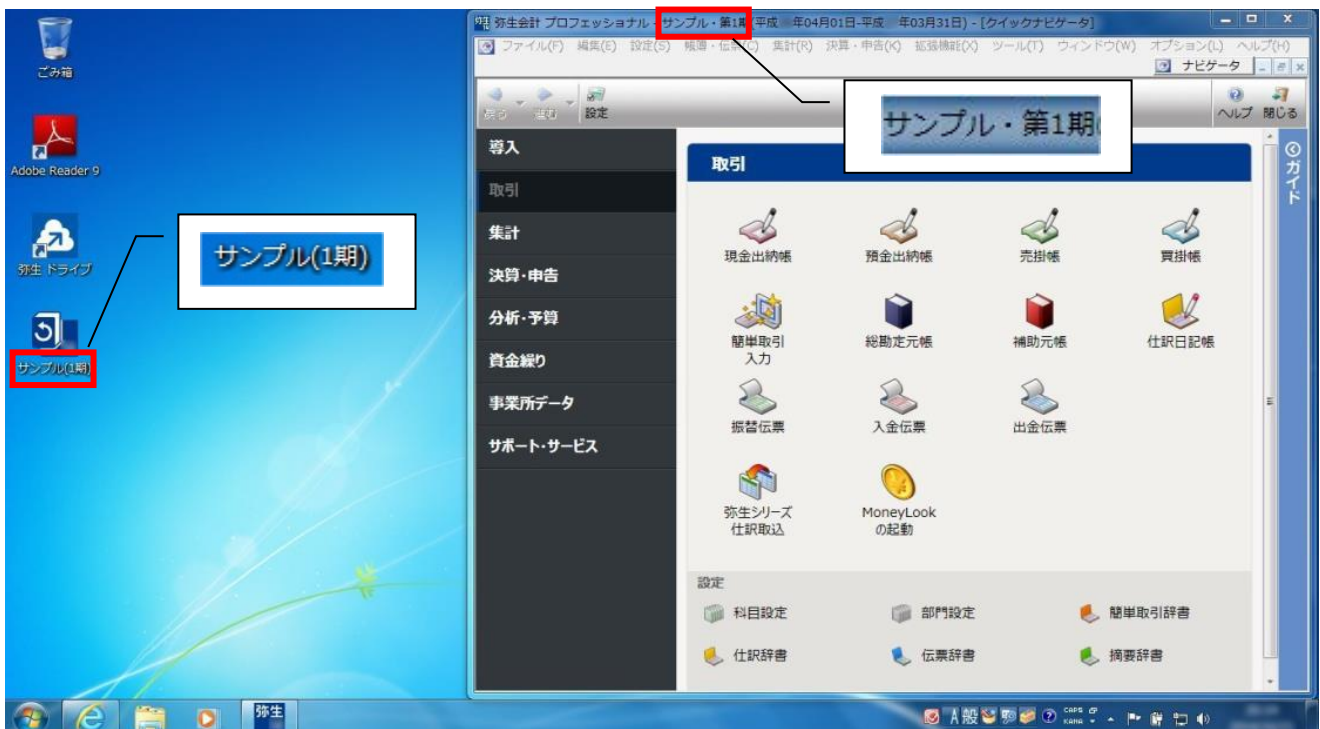 ごみ箱
Adobe Reader 9
弥生 ドライブ
サンプル(1期)
サンプル(1期)
弥生会計 プロフェッショナル - サンプル・第1期(平成 年04月01日-平成 年03月31日) - [クイックナビゲータ]
ファイル(F) 編集(E) 設定(S) 帳簿・伝票(C) 集計(R) 決算・申告(K) 拡張機能(X) ツール(T) ウィンドウ(W) オプション(L) ヘルプ(H)
ナビゲータ
設定
ヘルプ 閉じる
サンプル・第1期(
ガイド
導入
取引
集計
決算・申告
分析・予算
資金繰り
事業所データ
サポート・サービス
取引
現金出納帳 預金出納帳 売掛帳 買掛帳
簡単取引
入力
総勘定元帳 補助元帳 仕訳日記帳
振替伝票 入金伝票 出金伝票
弥生シリーズ
仕訳取込
MoneyLook
の起動
設定
科目設定 部門設定 簡単取引辞書
仕訳辞書 伝票辞書 摘要辞書
弥生
A 般
CAPS
KANA